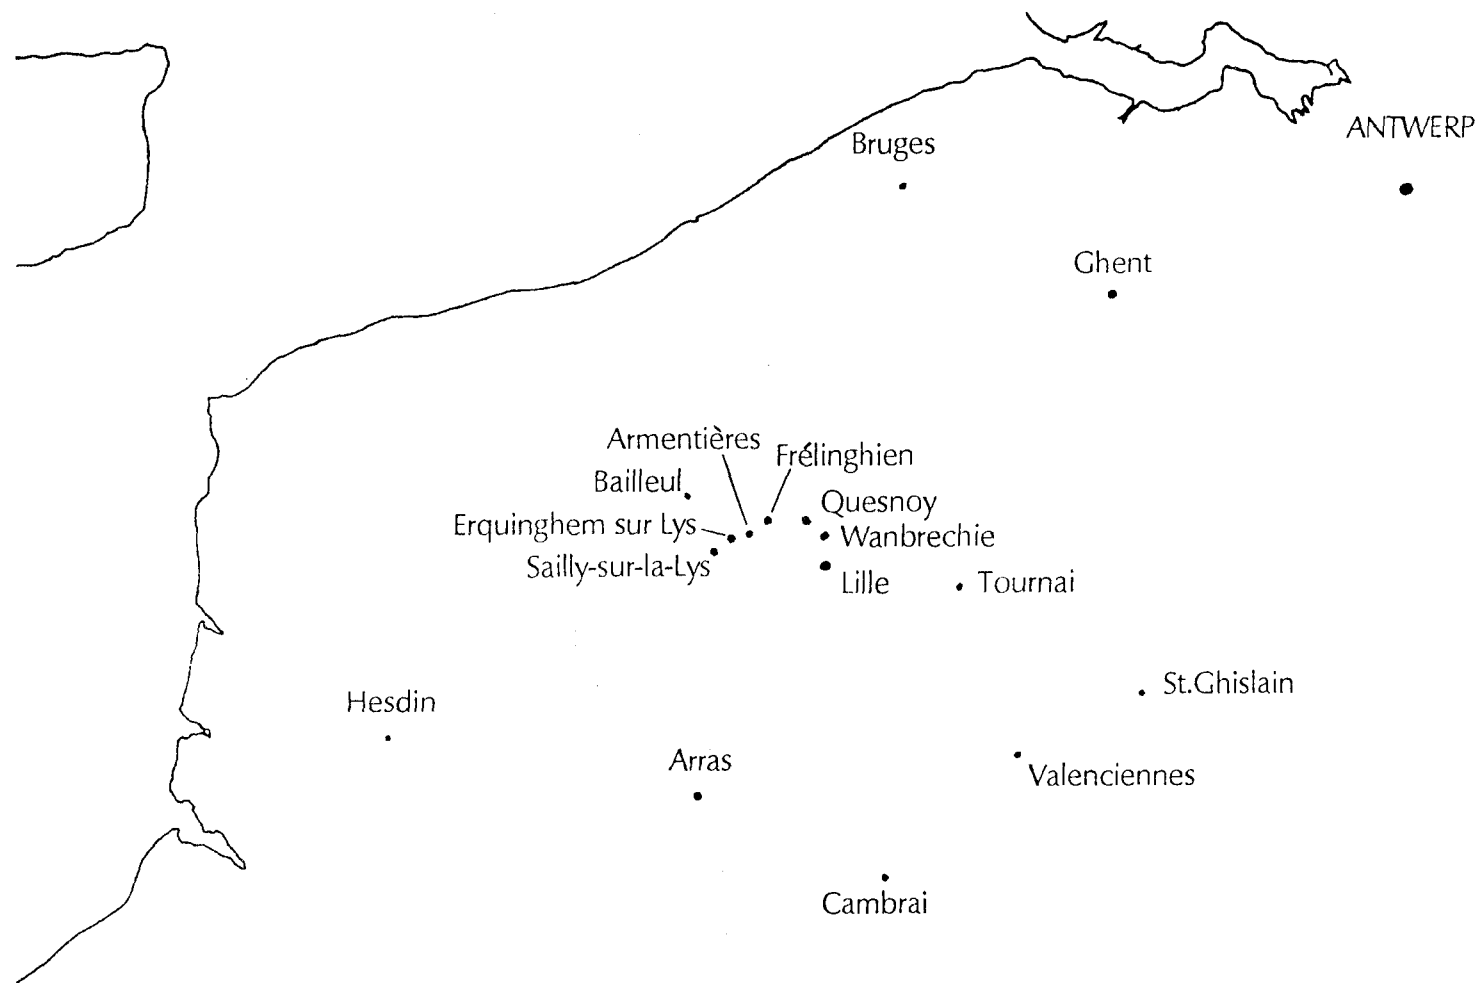 ANTWERP
Bruges
Ghent
Armentières
Frélinghien
Bailleul
Quesnoy
Erquinghem sur Lys
Wanbrechie
Sailly-sur-la-Lys
Lille
Tournai
St.Ghislain
Hesdin
Arras
Valenciennes
Cambrai